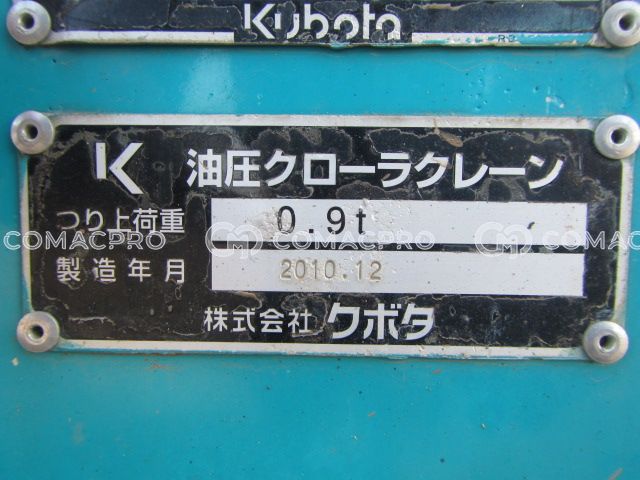 Kubota
RG
K 油圧クローラクレーン
つり上荷重 0.9t
製造年月 2010.12
株式会社 クボタ
COMACPRO COMACPRO COMACPRO